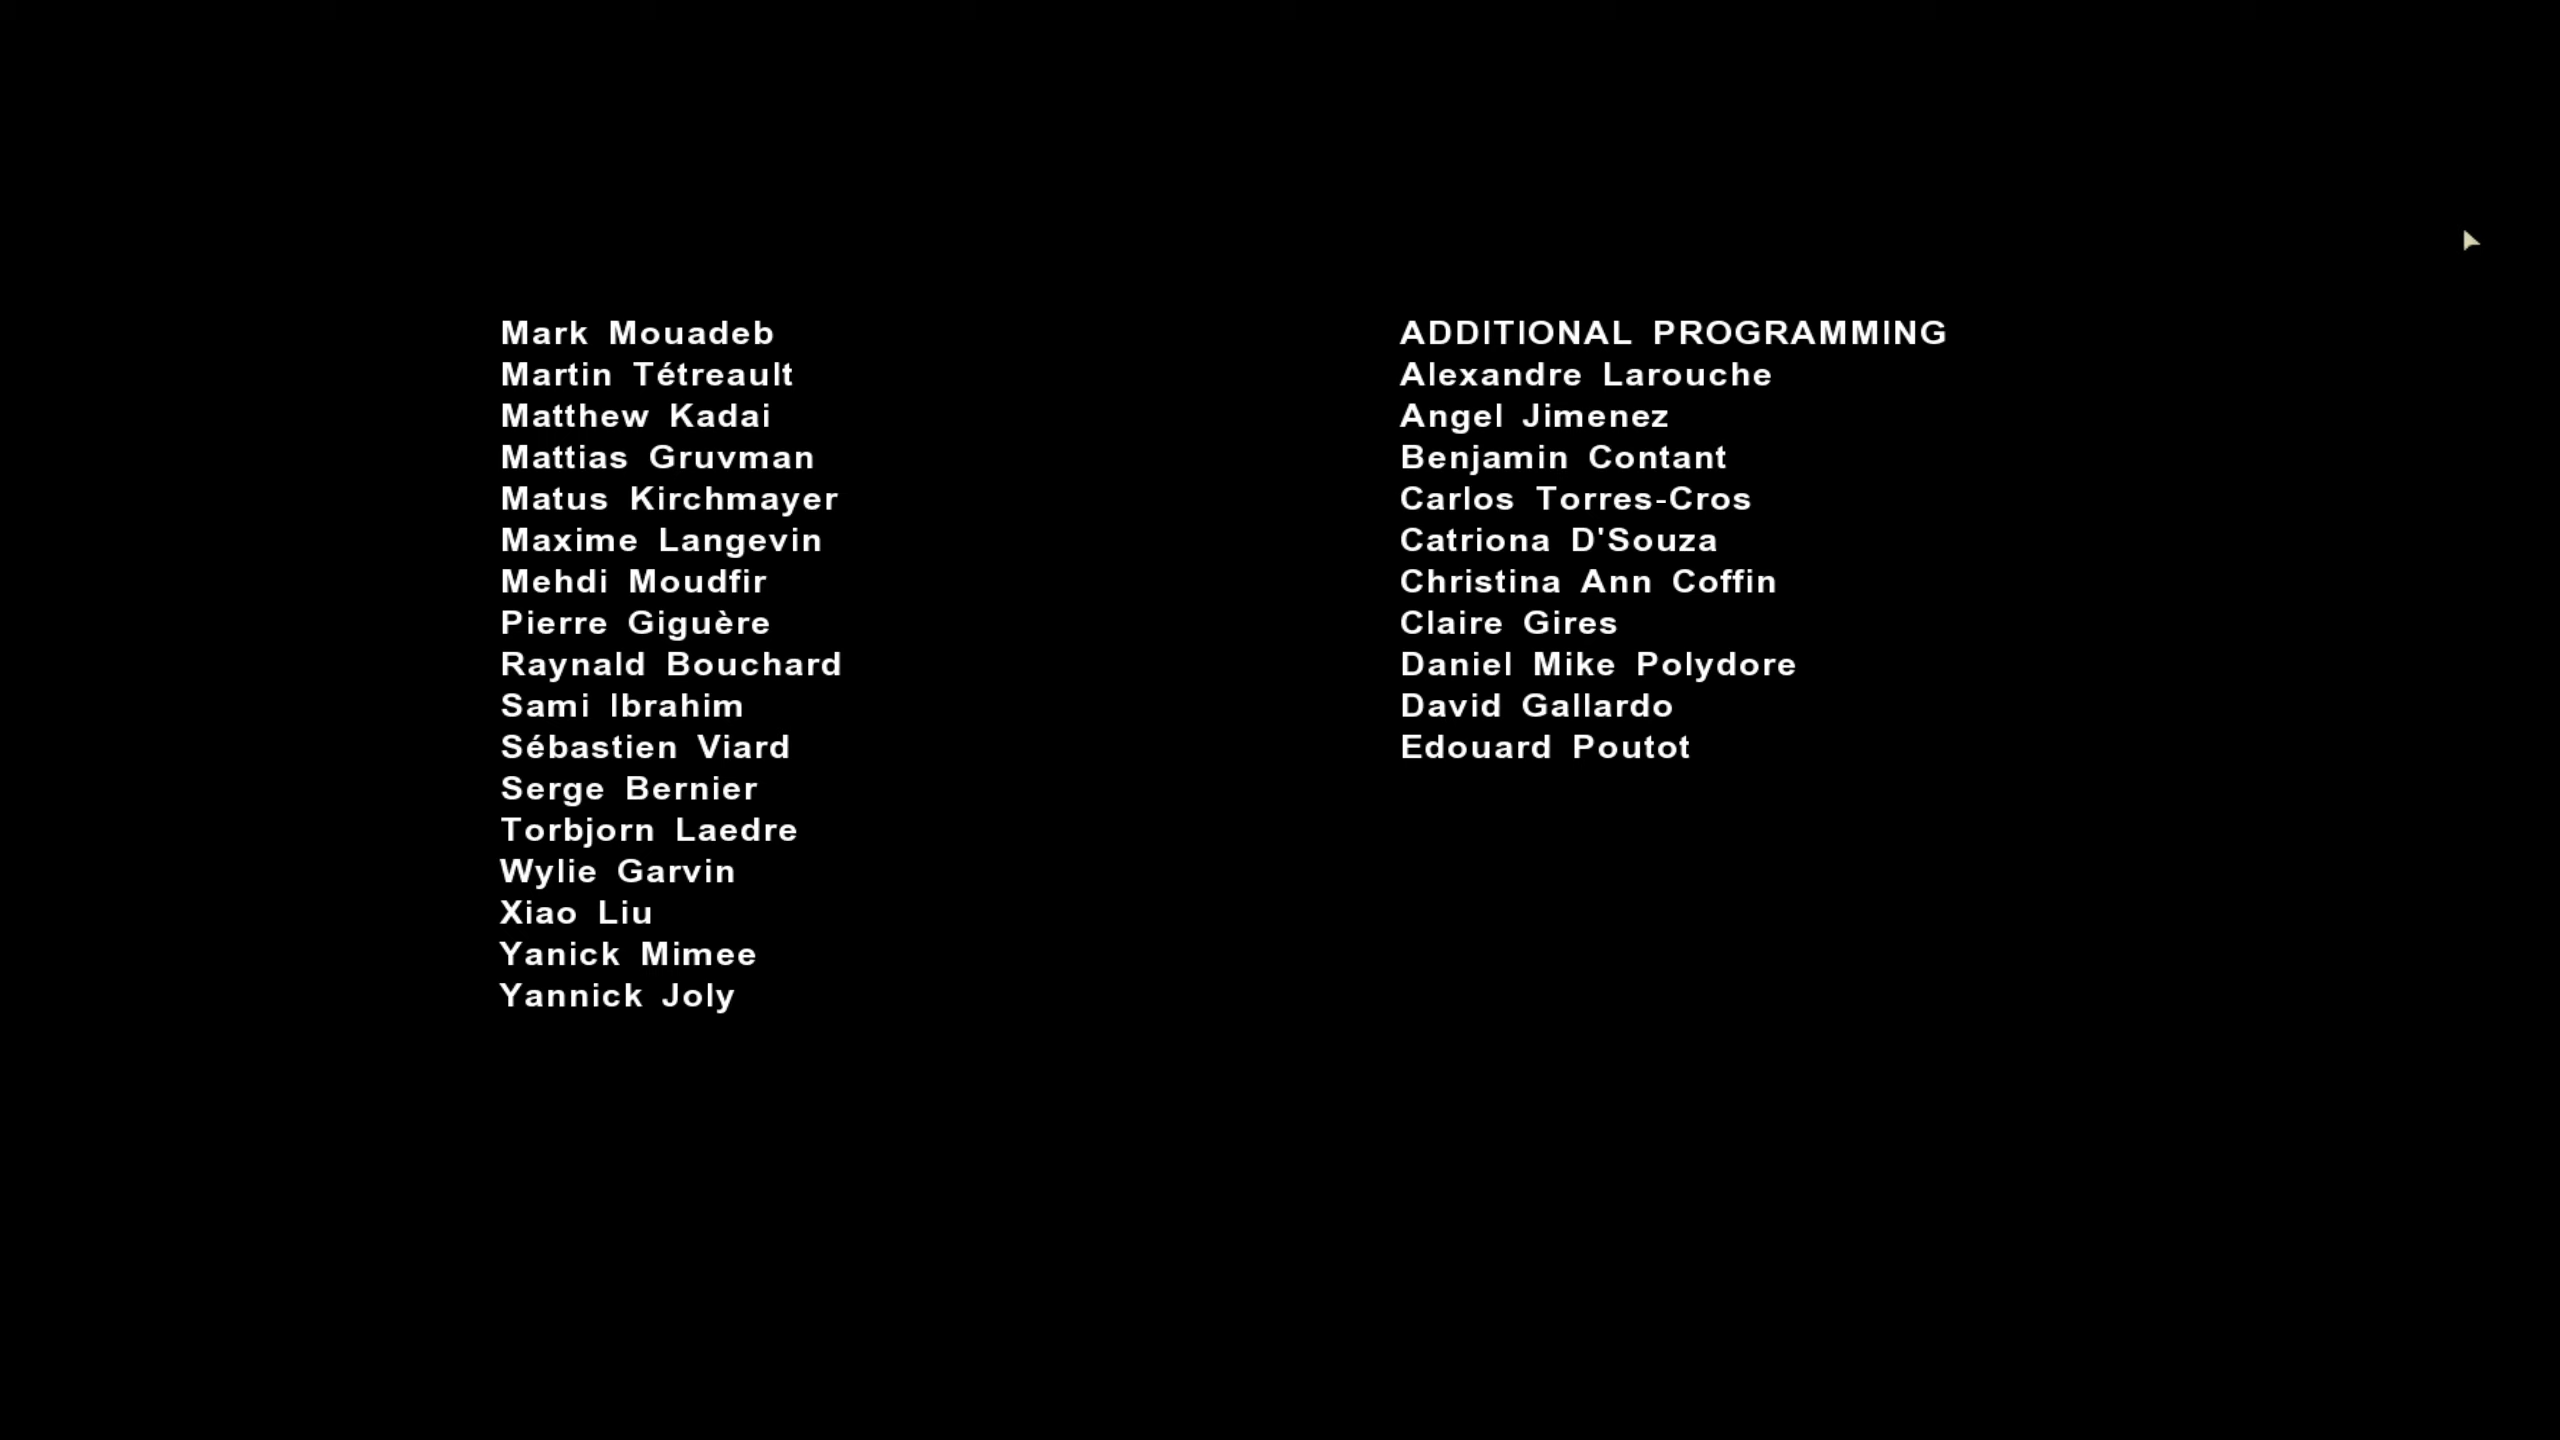 Mark Mouadeb
Martin Tétreault
Matthew Kadai
Mattias Gruvman
Matus Kirchmayer
Maxime Langevin
Mehdi Moudfir
Pierre Giguère
Raynald Bouchard
Sami Ibrahim
Sébastien Viard
Serge Bernier
Torbjorn Laedre
Wylie Garvin
Xiao Liu
Yanick Mimee
Yannick Joly
ADDITIONAL PROGRAMMING
Alexandre Larouche
Angel Jimenez
Benjamin Contant
Carlos Torres-Cros
Catriona D'Souza
Christina Ann Coffin
Claire Gires
Daniel Mike Polydore
David Gallardo
Edouard Poutot